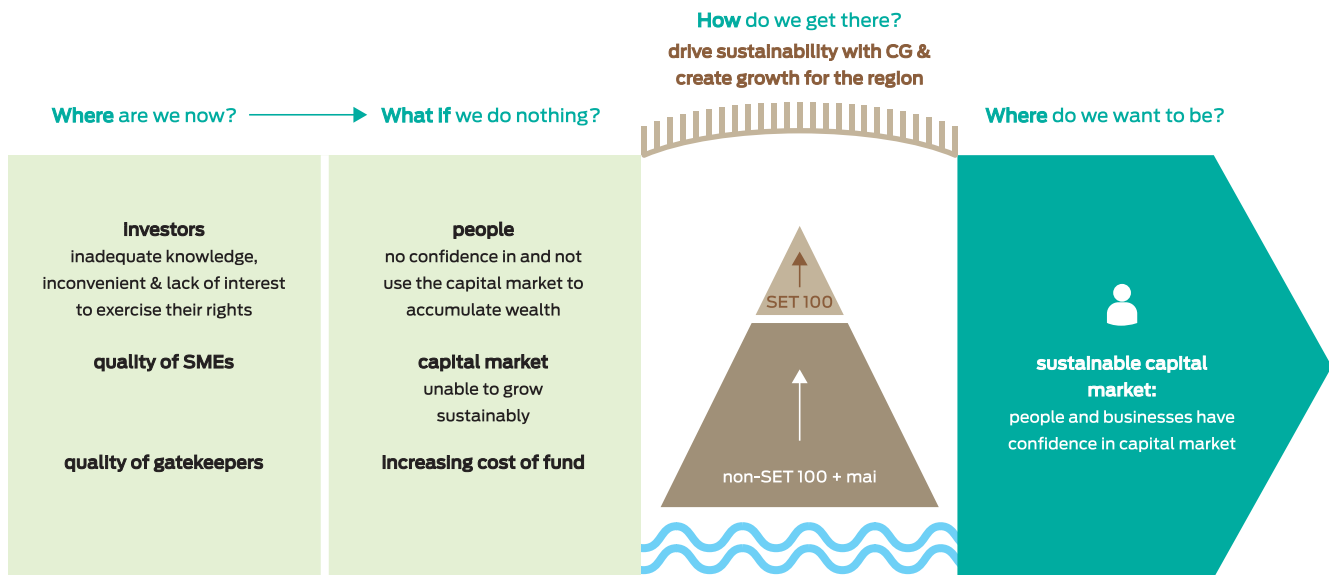 Where are we now?
inadequate knowledge,
What if we do nothing?
How do we get there?
drive sustainability with CG &
create growth for the region
Where do we want to be?
Investors
inconvenient & lack of interest
to exercise their rights
quality of SMEs
quality of gatekeepers
people
no confidence in and not
use the capital market to
accumulate wealth
capital market
unable to grow
sustainably
increasing cost of fund
SET 100
non-SET 100 + mai
sustainable capital
market:
people and businesses have
confidence in capital market